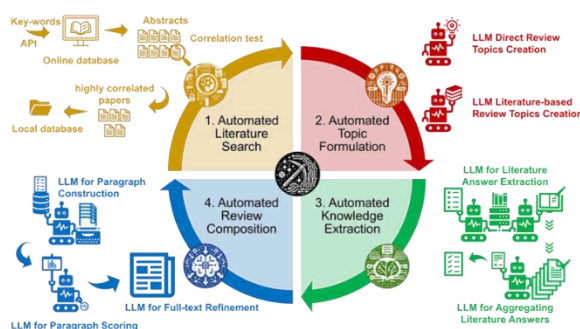 Key-words
API
Online database
Abstracts
Correlation test
highly correlated
papers
Local database
1. Automated
Literature
Search
2. Automated
Topic
Formulation
LLM Direct Review
Topics Creation
LLM Literature-based
Review Topics Creation
LLM for Paragraph
Construction
4. Automated
Review
Composition
3. Automated
Knowledge
Extraction
LLM for Literature
Answer Extraction
LLM for Full-text Refinement
LLM for Paragraph Scoring
LLM for Aggregating
Literature Answers